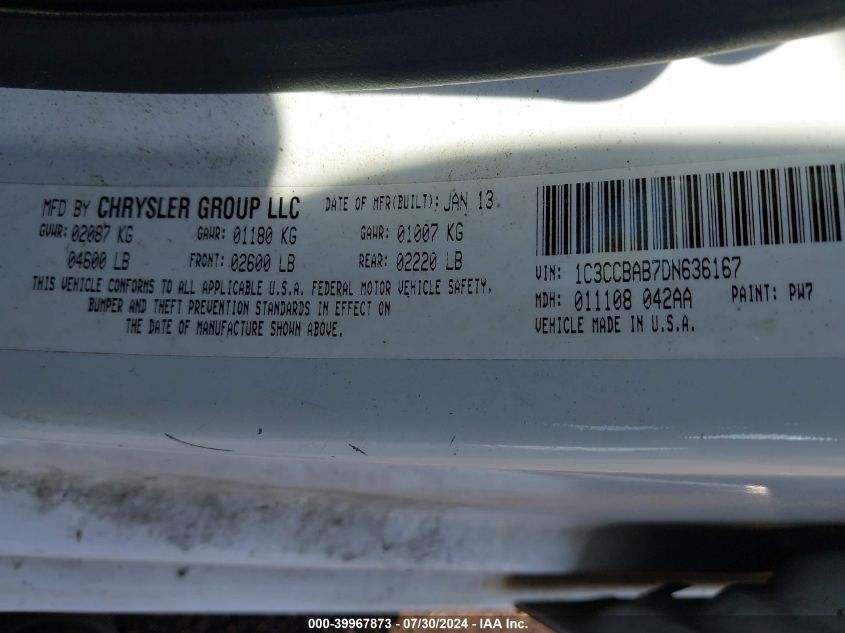 MFD BY CHRYSLER GROUP LLC DATE OF MFR(BUILT): JAN 13
GVWR: 02087 KG GAWR: 01180 KG GAWR: 01007 KG
04600 LB FRONT: 02600 LB REAR: 02220 LB
THIS VEHICLE CONFORMS TO ALL APPLICABLE U.S.A. FEDERAL MOTOR VEHICLE SAFETY,
BUMPER AND THEFT PREVENTION STANDARDS IN EFFECT ON
THE DATE OF MANUFACTURE SHOWN ABOVE.
VIN: 1C3CCBAB7DN636167
MDH: 011108 042AA PAINT: PW7
VEHICLE MADE IN U.S.A.
000-39967873 - 07/30/2024 - IAA, Inc.